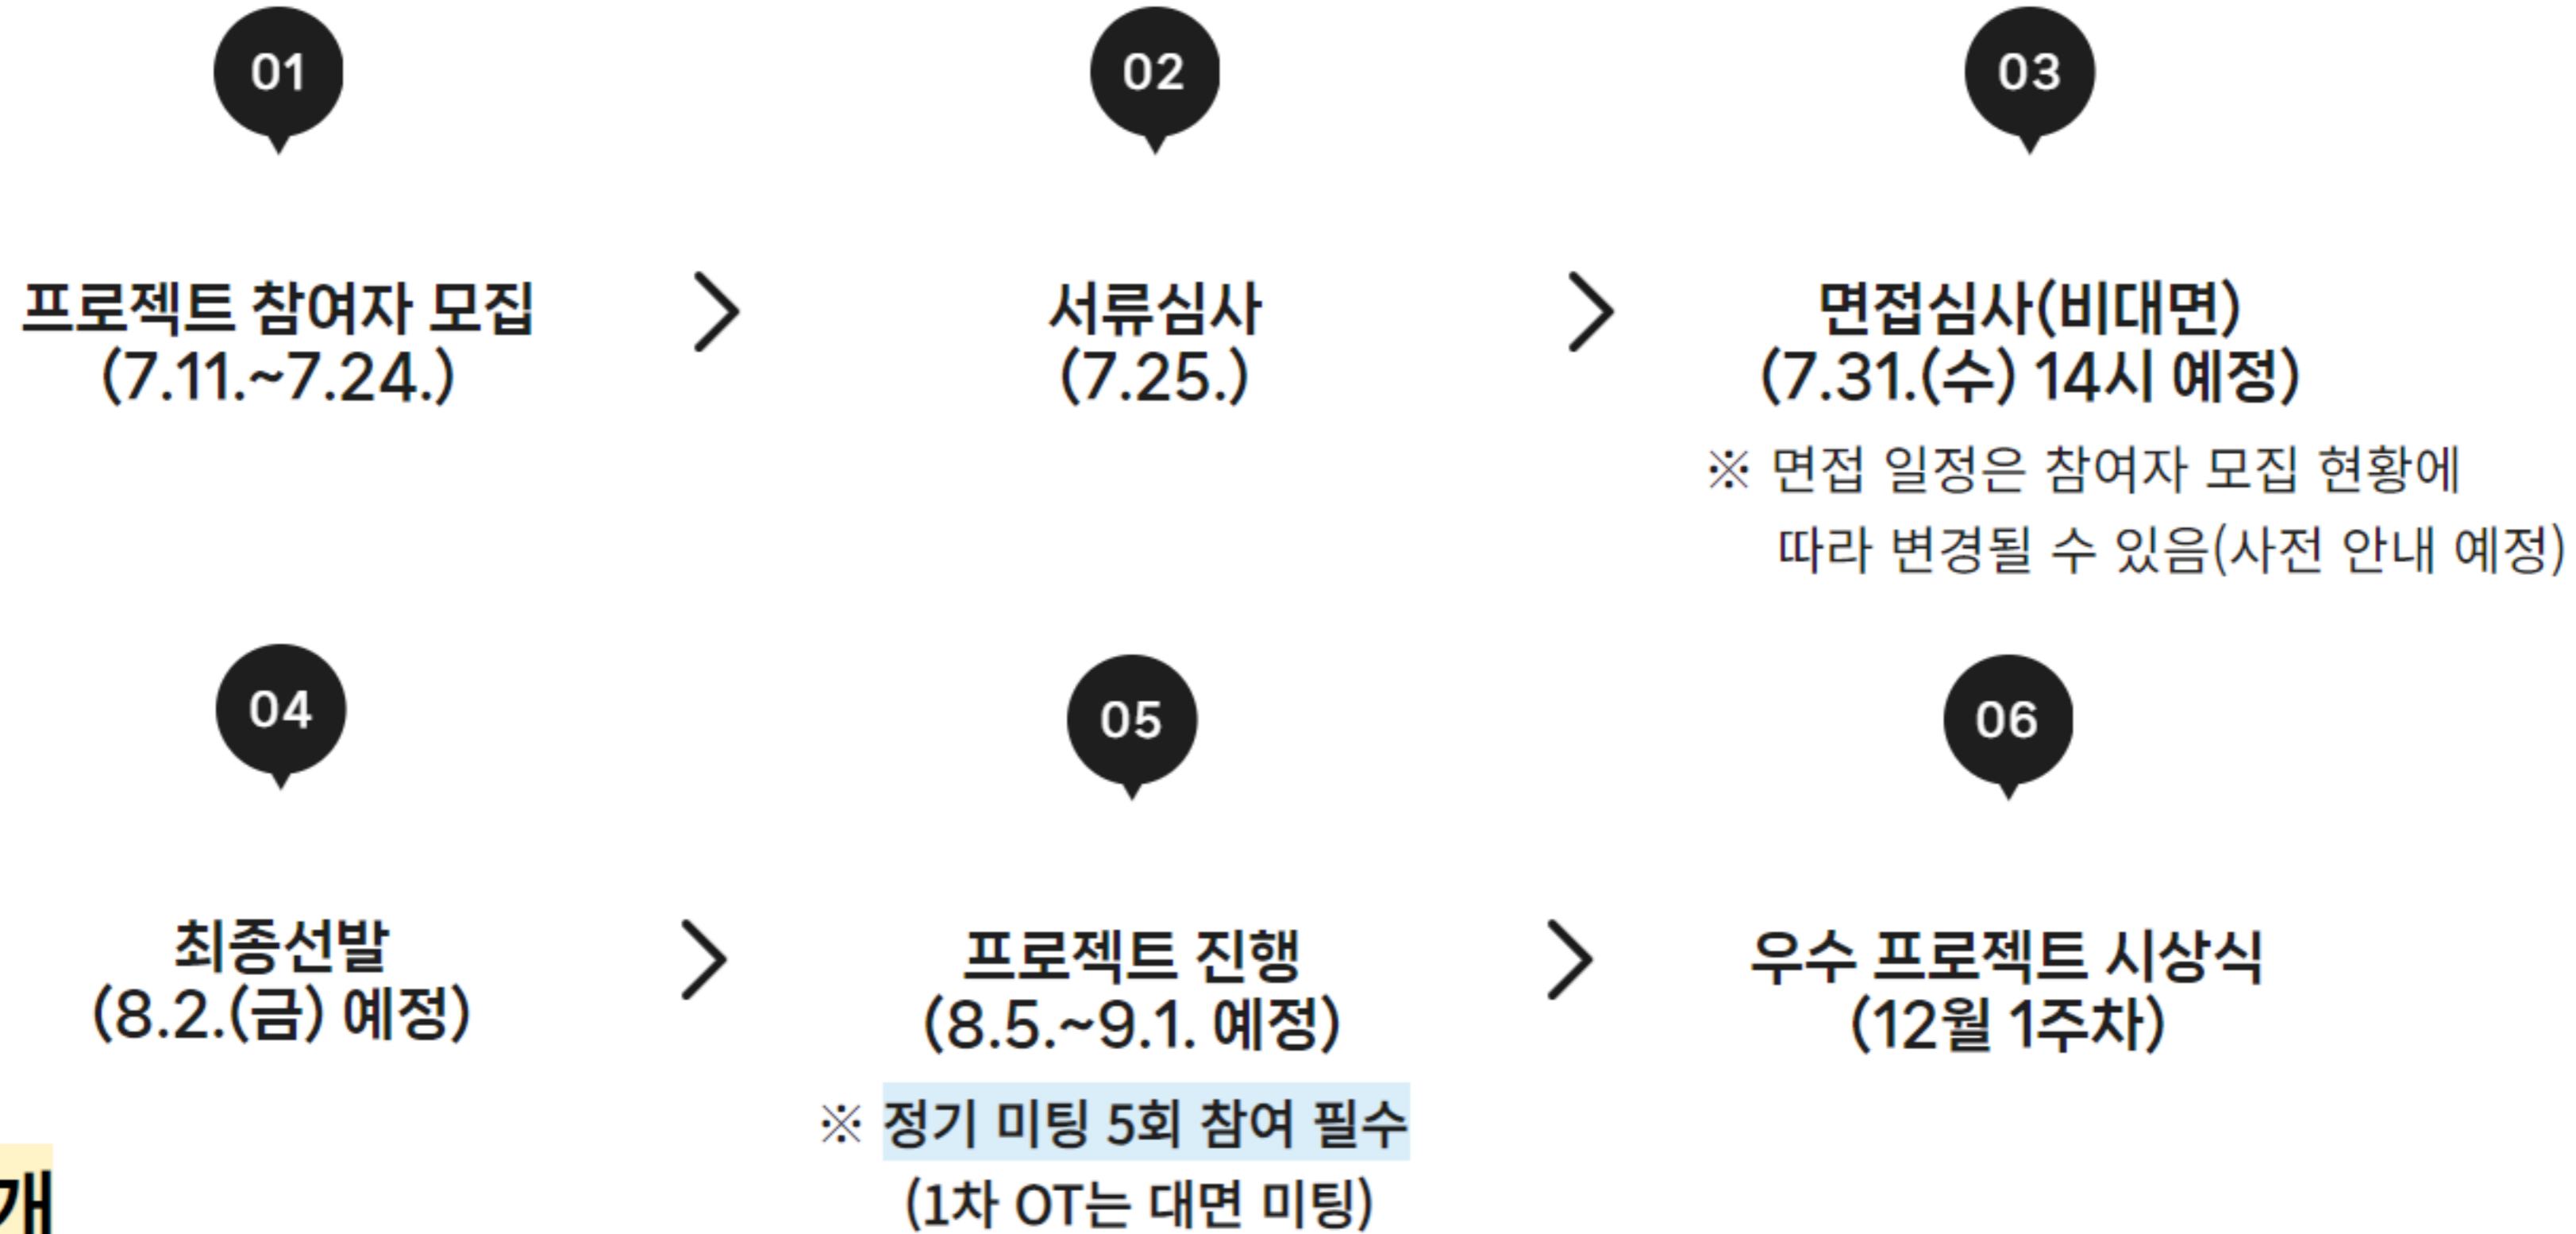 01
프로젝트 참여자 모집
(7.11.~7.24.)
02
서류심사
(7.25.)
03
면접심사(비대면)
(7.31.(수) 14시 예정)
※ 면접 일정은 참여자 모집 현황에
따라 변경될 수 있음(사전 안내 예정)
04
최종선발
(8.2.(금) 예정)
05
프로젝트 진행
(8.5.~9.1. 예정)
※ 정기 미팅 5회 참여 필수
(1차 OT는 대면 미팅)
06
우수 프로젝트 시상식
(12월 1주차)
개